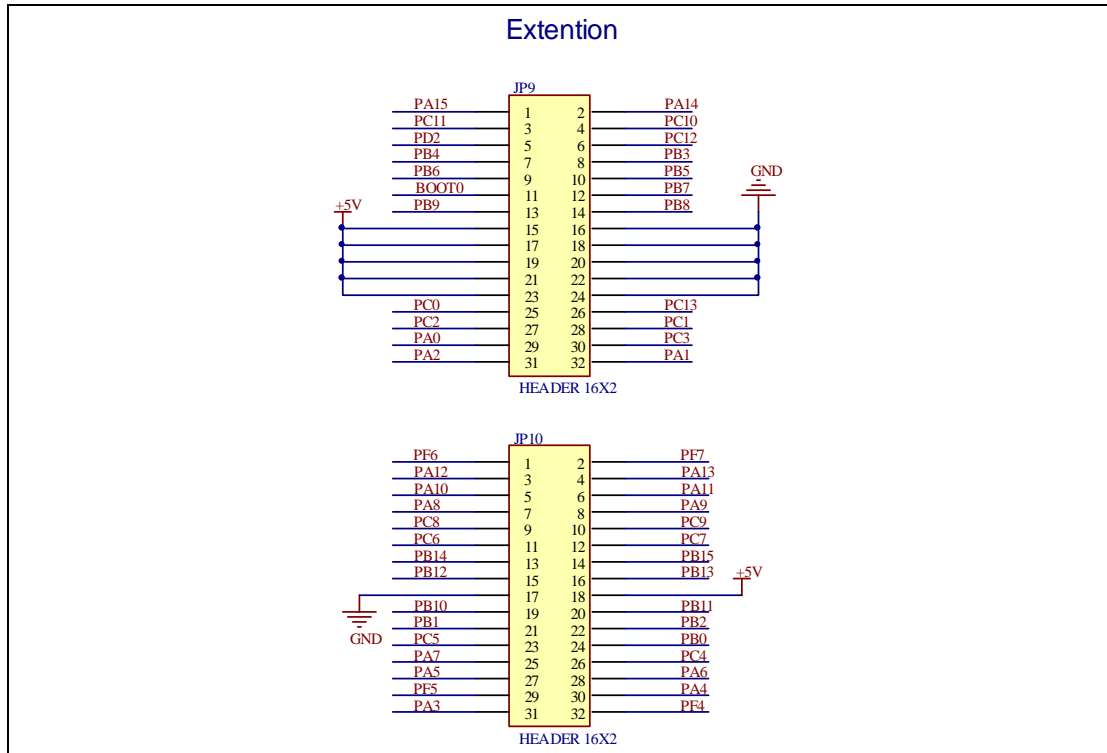 Extention
JP9
PA15 1 2 PA14
PC11 3 4 PC10
PD2 5 6 PC12
PB4 7 8 PB3
PB6 9 10 PB5
GND
BOOT0 11 12 PB7
+5V
PB9 13 14 PB8
15 16
17 18
19 20
21 22
23 24
PC0 25 26 PC13
PC2 27 28 PC1
PA0 29 30 PC3
PA2 31 32 PA1
HEADER 16X2
JP10
PF6 1 2 PF7
PA12 3 4 PA13
PA10 5 6 PA11
PA8 7 8 PA9
PC8 9 10 PC9
PC6 11 12 PC7
PB14 13 14 PB15
PB12 15 16 PB13
+5V
17 18
PB10 19 20 PB11
PB1 21 22 PB2
GND
PC5 23 24 PB0
PA7 25 26 PC4
PA5 27 28 PA6
PF5 29 30 PA4
PA3 31 32 PF4
HEADER 16X2